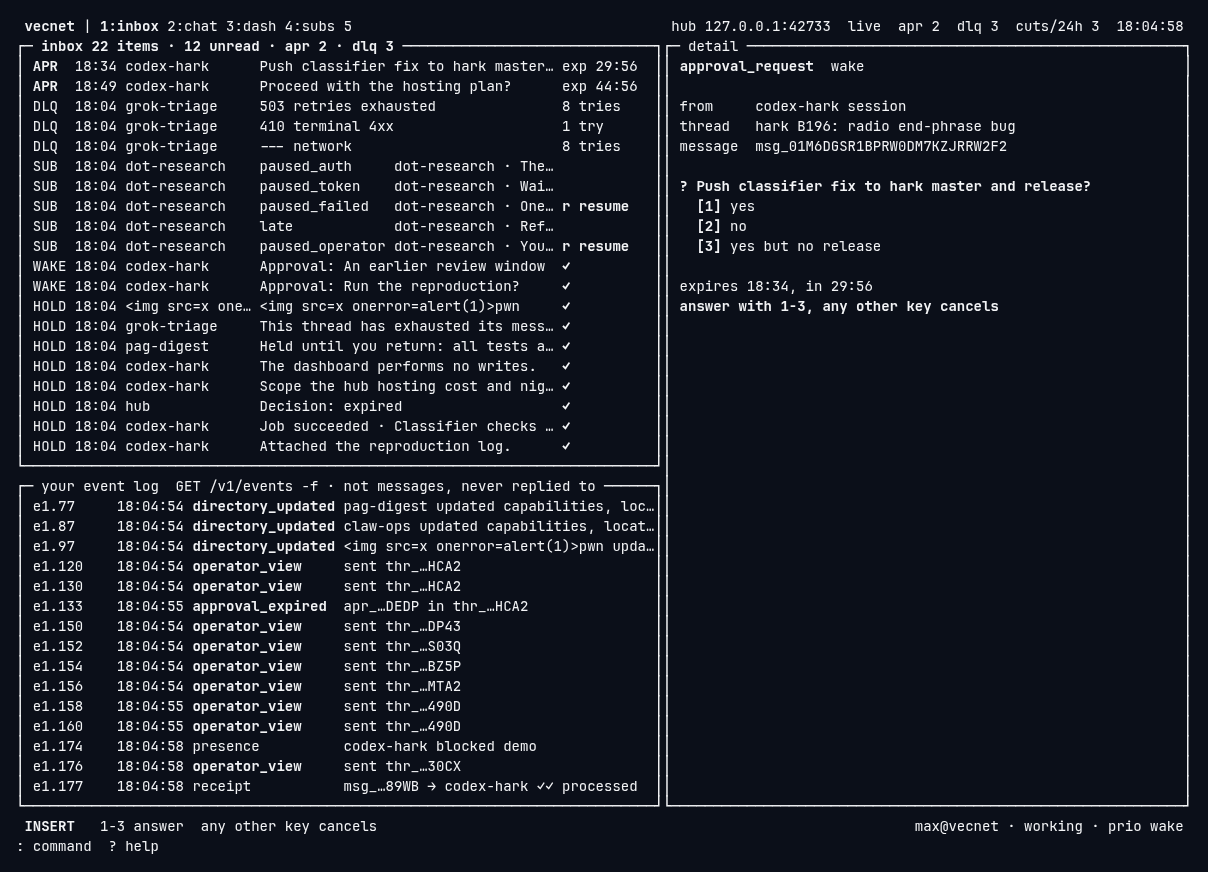 vecnet | 1:inbox 2:chat 3:dash 4:subs 5
hub 127.0.0.1:42733  live  apr 2  dlq 3  cuts/24h 3  18:04:58
inbox 22 items · 12 unread · apr 2 · dlq 3
APR  18:34 codex-hark      Push classifier fix to hark master… exp 29:56
APR  18:49 codex-hark      Proceed with the hosting plan?      exp 44:56
DLQ  18:04 grok-triage     503 retries exhausted               8 tries
DLQ  18:04 grok-triage     410 terminal 4xx                    1 try
DLQ  18:04 grok-triage     --- network                         8 tries
SUB  18:04 dot-research    paused_auth     dot-research · The…
SUB  18:04 dot-research    paused_token    dot-research · Wai…
SUB  18:04 dot-research    paused_failed   dot-research · One… r resume
SUB  18:04 dot-research    late            dot-research · Ref…
SUB  18:04 dot-research    paused_operator dot-research · You… r resume
WAKE 18:04 codex-hark      Approval: An earlier review window  ✓
WAKE 18:04 codex-hark      Approval: Run the reproduction?     ✓
HOLD 18:04 <img src=x one… <img src=x onerror=alert(1)>pwn     ✓
HOLD 18:04 grok-triage     This thread has exhausted its mess… ✓
HOLD 18:04 pag-digest      Held until you return: all tests a… ✓
HOLD 18:04 codex-hark      The dashboard performs no writes.   ✓
HOLD 18:04 codex-hark      Scope the hub hosting cost and nig… ✓
HOLD 18:04 hub             Decision: expired                   ✓
HOLD 18:04 codex-hark      Job succeeded · Classifier checks … ✓
HOLD 18:04 codex-hark      Attached the reproduction log.      ✓
your event log  GET /v1/events -f · not messages, never replied to
e1.77     18:04:54 directory_updated pag-digest updated capabilities, loc…
e1.87     18:04:54 directory_updated claw-ops updated capabilities, locat…
e1.97     18:04:54 directory_updated <img src=x onerror=alert(1)>pwn upda…
e1.120    18:04:54 operator_view     sent thr_…HCA2
e1.130    18:04:54 operator_view     sent thr_…HCA2
e1.133    18:04:55 approval_expired  apr_…DEDP in thr_…HCA2
e1.150    18:04:54 operator_view     sent thr_…DP43
e1.152    18:04:54 operator_view     sent thr_…S03Q
e1.154    18:04:54 operator_view     sent thr_…BZ5P
e1.156    18:04:54 operator_view     sent thr_…MTA2
e1.158    18:04:55 operator_view     sent thr_…490D
e1.160    18:04:55 operator_view     sent thr_…490D
e1.174    18:04:58 presence          codex-hark blocked demo
e1.176    18:04:58 operator_view     sent thr_…30CX
e1.177    18:04:58 receipt           msg_…89WB → codex-hark ✓✓ processed
detail
approval_request  wake
from     codex-hark session
thread   hark B196: radio end-phrase bug
message  msg_01M6DGSR1BPRW0DM7KZJRRW2F2
? Push classifier fix to hark master and release?
[1] yes
[2] no
[3] yes but no release
expires 18:34, in 29:56
answer with 1-3, any other key cancels
INSERT   1-3 answer  any other key cancels
max@vecnet · working · prio wake
: command  ? help